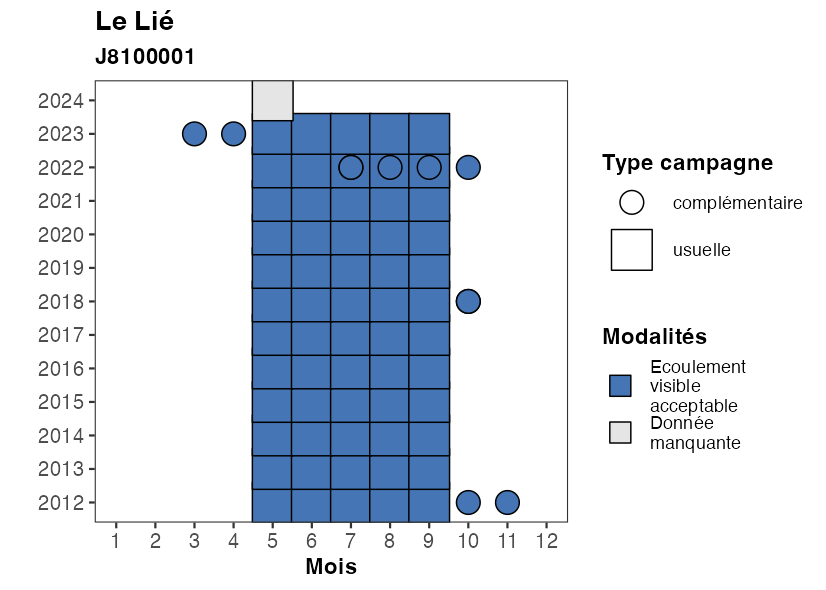 Le Lié
J8100001
2024
2023
2022
2021
2020
2019
2018
2017
2016
2015
2014
2013
2012
1 2 3 4 5 6 7 8 9 10 11 12
Mois
Type campagne
complémentaire
usuelle
Modalités
Ecoulement
visible
acceptable
Donnée
manquante